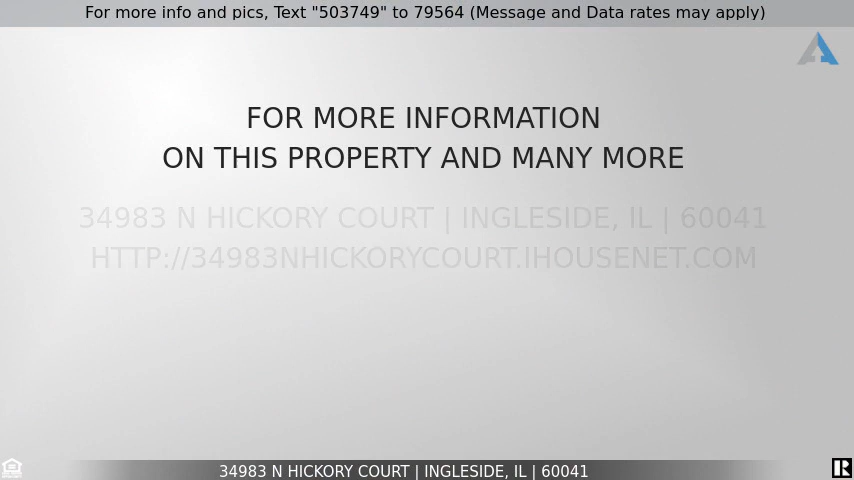 For more info and pics, Text "503749" to 79564 (Message and Data rates may apply)
FOR MORE INFORMATION
ON THIS PROPERTY AND MANY MORE
34983 N HICKORY COURT | INGLESIDE, IL | 60041
HTTP://34983NHICKORYCOURT.IHOUSENET.COM
34983 N HICKORY COURT | INGLESIDE, IL | 60041